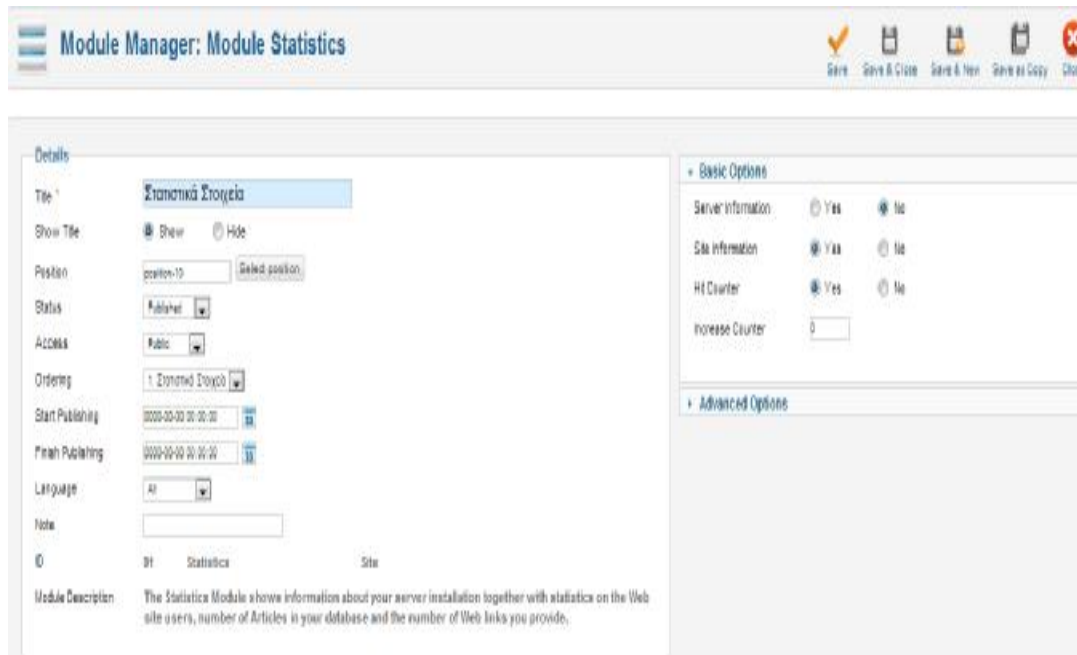 Module Manager: Module Statistics
Save
Save & Close
Save & New
Save as Copy
Details
Title *
Στατιστικά Στοιχεία
Show Title
Show
Hide
Position
position-10
Select position
Status
Published
Access
Public
Ordering
1. Στατιστικά Στοιχεία
Start Publishing
0000-00-00 00:00:00
Finish Publishing
0000-00-00 00:00:00
Language
All
Note
ID
Statistics
Site
Module Description
The Statistics Module shows information about your server installation together with statistics on the Web
site users, number of Articles in your database and the number of Web links you provide.
Basic Options
Server Information
Yes
No
Site Information
Yes
No
Hit Counter
Yes
No
Increase Counter
0
Advanced Options